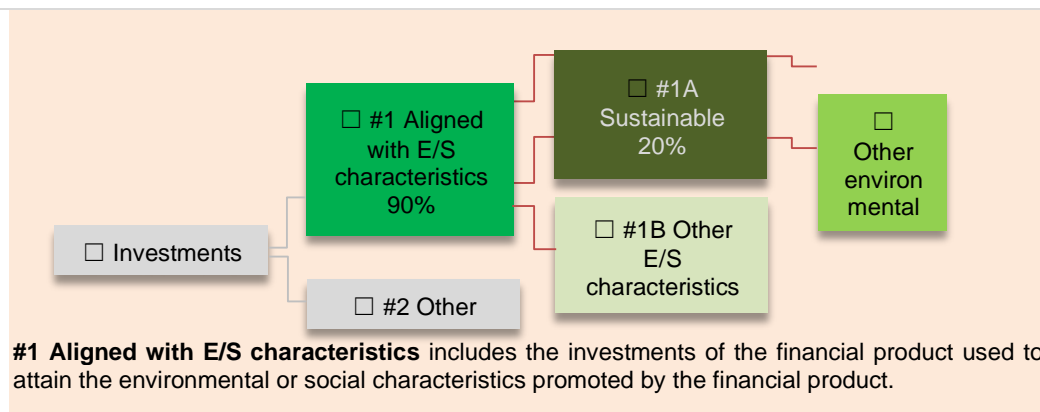 ☐ #1A
Sustainable
20%
☐ #1 Aligned
with E/S
characteristics
90%
☐
Other
environ
mental
☐ #1B Other
E/S
characteristics
☐ Investments
☐ #2 Other
#1 Aligned with E/S characteristics includes the investments of the financial product used to
attain the environmental or social characteristics promoted by the financial product.